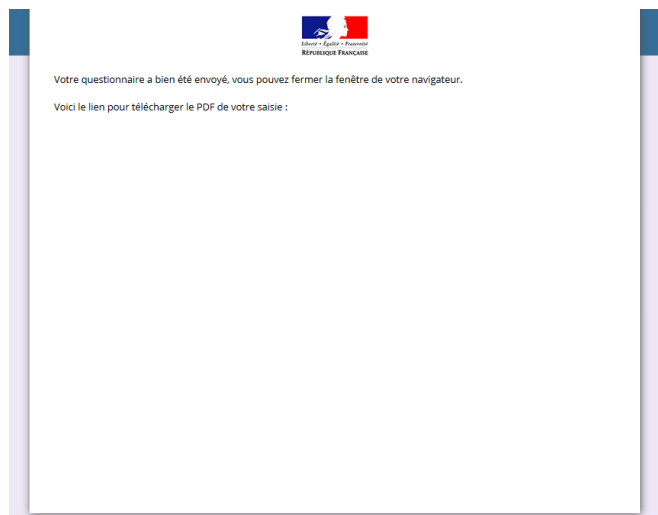 Liberté • Égalité • Fraternité
RÉPUBLIQUE FRANÇAISE
Votre questionnaire a bien été envoyé, vous pouvez fermer la fenêtre de votre navigateur.
Voici le lien pour télécharger le PDF de votre saisie :